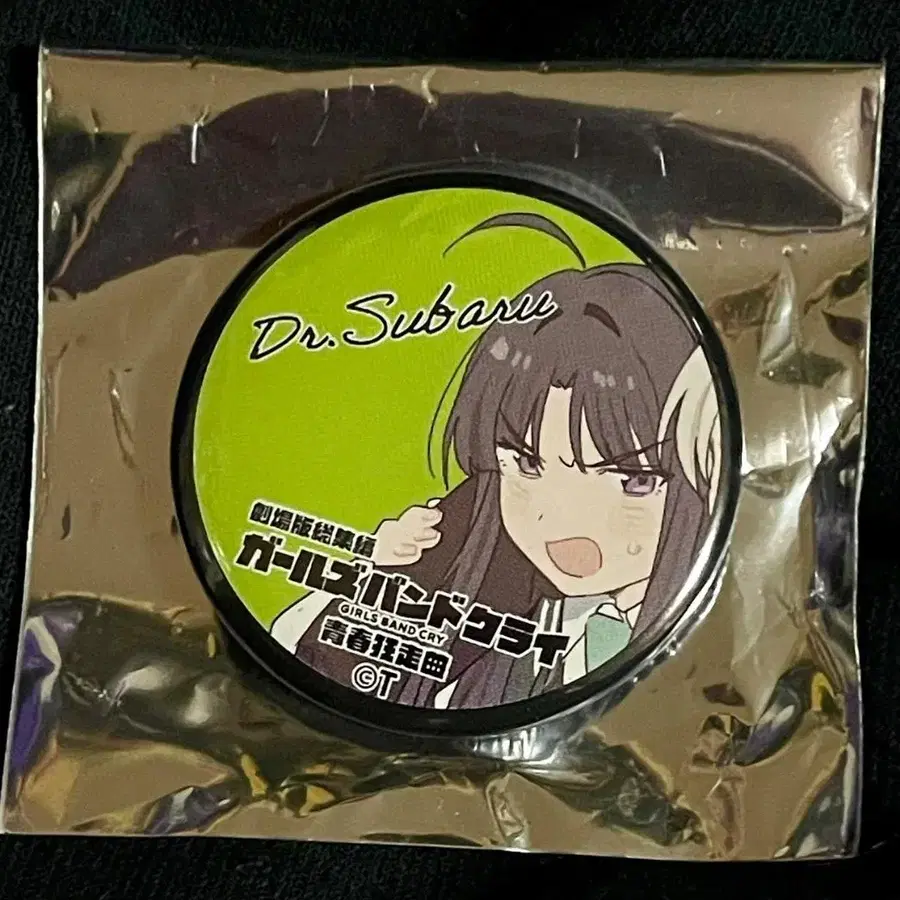 Dr.Subaru
劇場版総集編
ガールズバンドクライ
GIRLS BAND CRY
青春狂走曲
©T